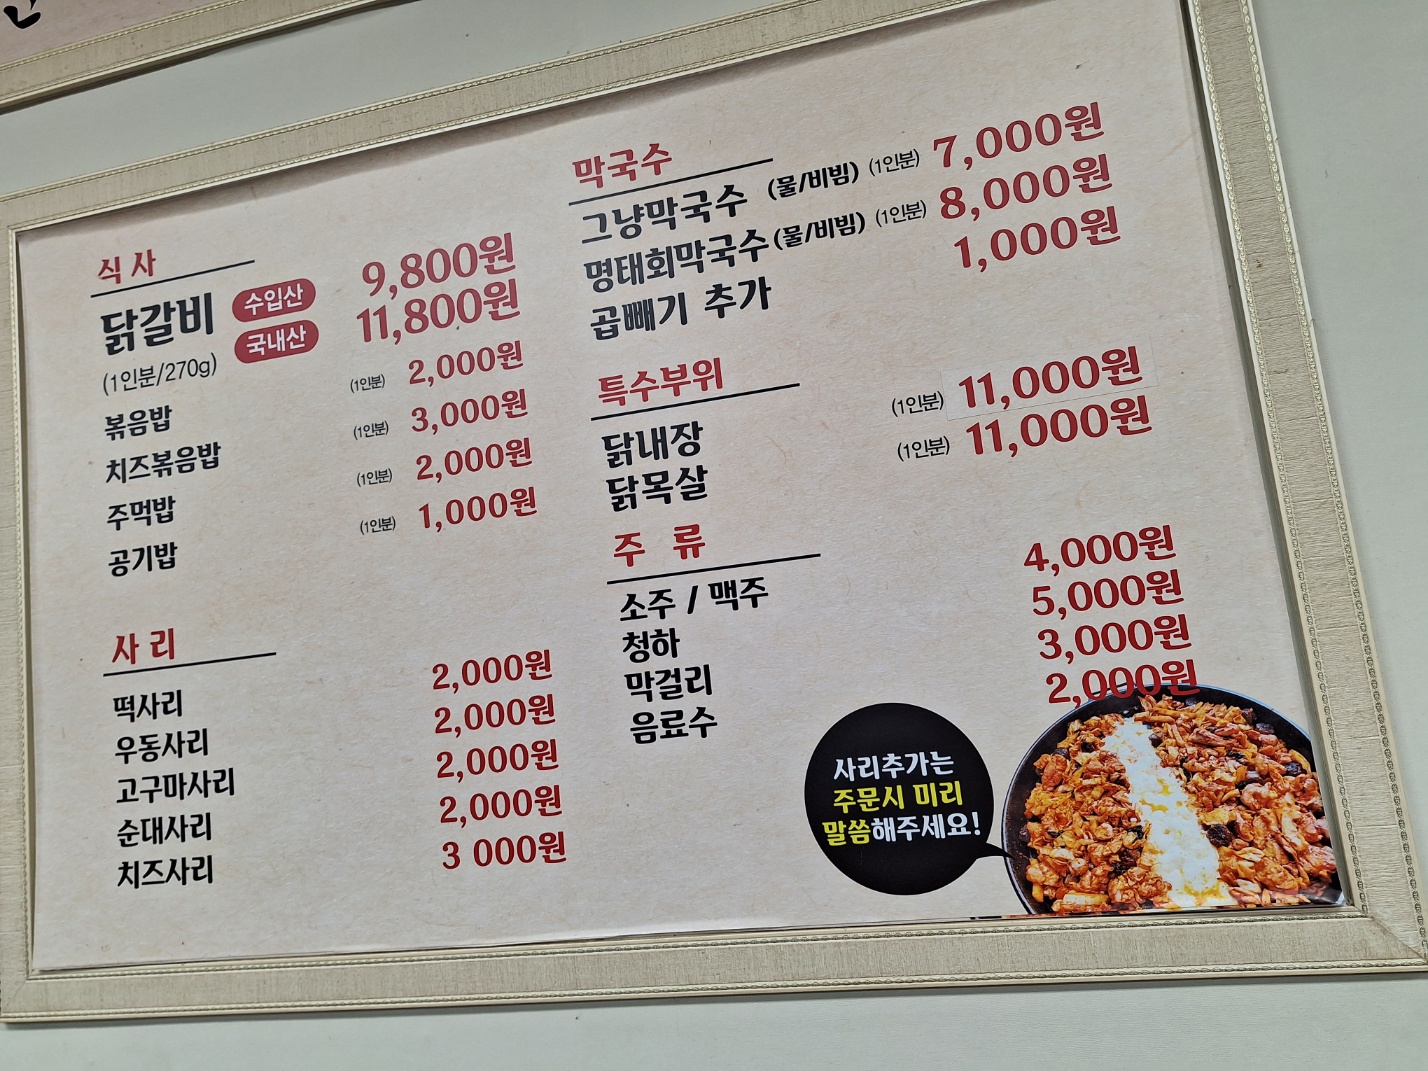 식사
닭갈비 수입산 9,800원
국내산 11,800원
(1인분/270g)
볶음밥 (1인분) 2,000원
치즈볶음밥 (1인분) 3,000원
주먹밥 (1인분) 2,000원
공기밥 (1인분) 1,000원
사리
떡사리 2,000원
우동사리 2,000원
고구마사리 2,000원
순대사리 2,000원
치즈사리 3 000원
막국수
그냥막국수 (물/비빔) (1인분) 7,000원
명태회막국수(물/비빔) (1인분) 8,000원
곱빼기 추가 1,000원
특수부위
닭내장 (1인분) 11,000원
닭목살 (1인분) 11,000원
주 류
소주 / 맥주 4,000원
청하 5,000원
막걸리 3,000원
음료수 2,000원
사리추가는
주문시 미리
말씀해주세요!